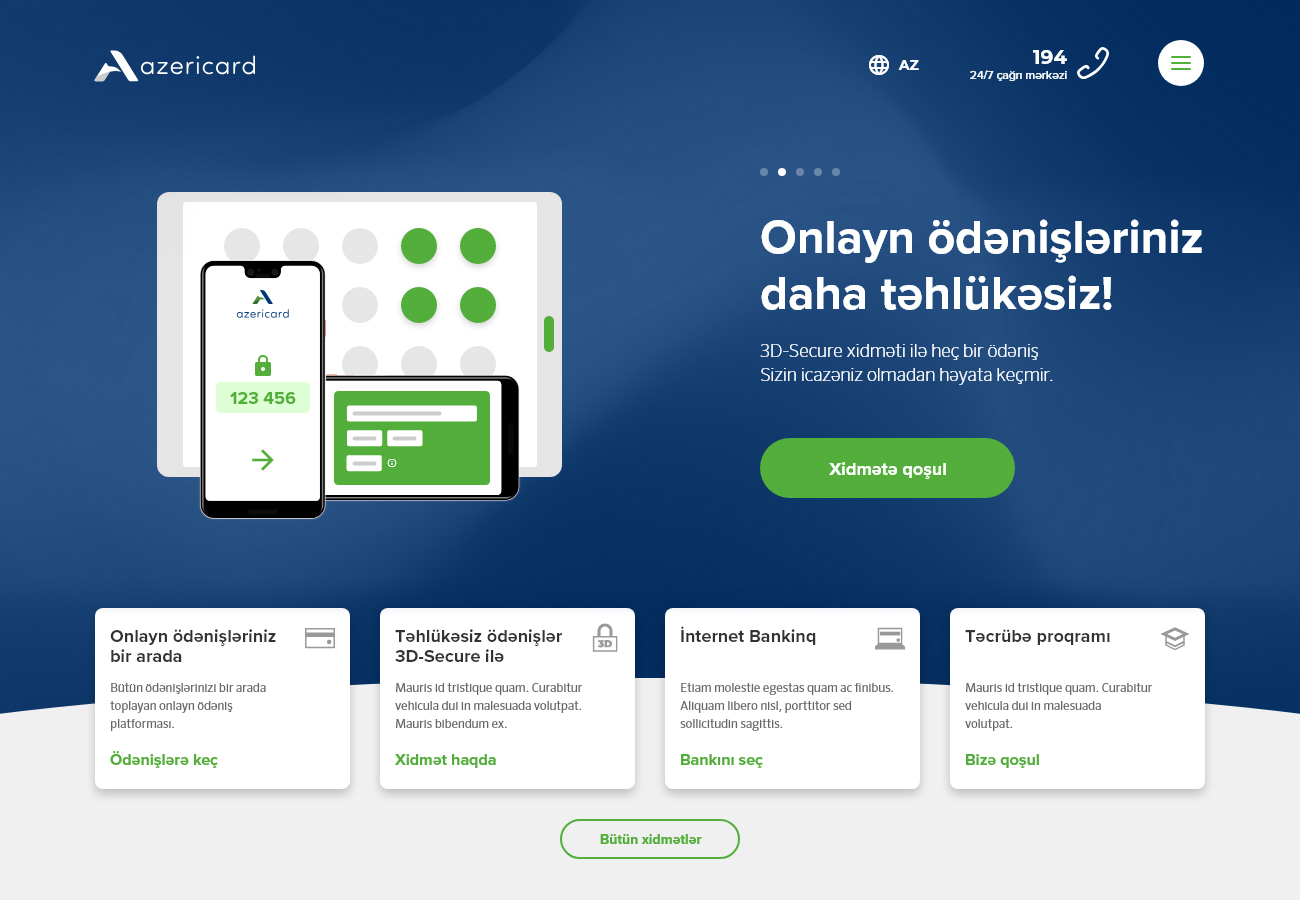 azericard
AZ
194
24/7 çağrı mərkəzi
Onlayn ödənişləriniz
daha təhlükəsiz!
3D-Secure xidməti ilə heç bir ödəniş
Sizin icazəniz olmadan həyata keçmir.
Xidmətə qoşul
azericard
123 456
Onlayn ödənişləriniz
bir arada
Bütün ödənişlərinizi bir arada
toplayan onlayn ödəniş
platforması.
Ödənişlərə keç
Təhlükəsiz ödənişlər
3D-Secure ilə
3D
Mauris id tristique quam. Curabitur
vehicula dui in malesuada volutpat.
Mauris bibendum ex.
Xidmət haqda
İnternet Bankinq
Etiam molestie egestas quam ac finibus.
Aliquam libero nisl, porttitor sed
sollicitudin sagittis.
Bankını seç
Təcrübə proqramı
Mauris id tristique quam. Curabitur
vehicula dui in malesuada
volutpat.
Bizə qoşul
Bütün xidmətlər